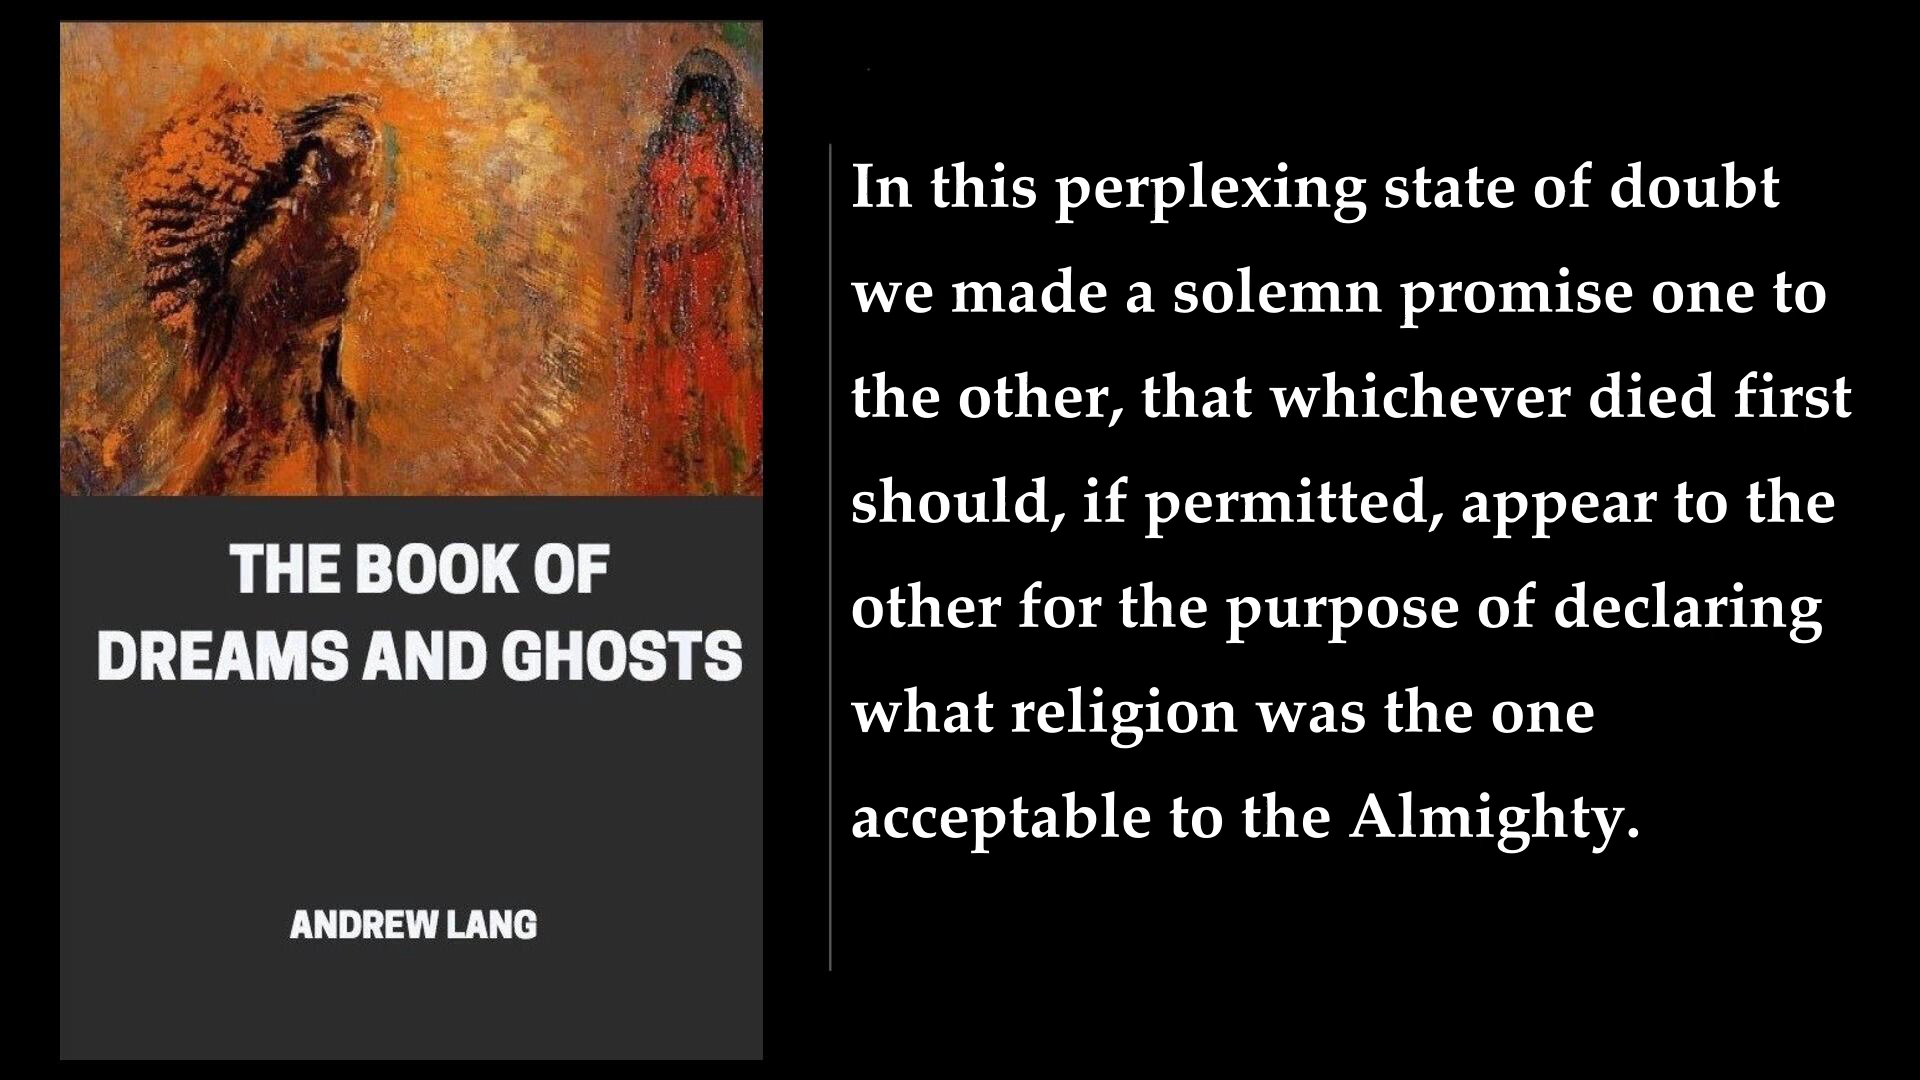 THE BOOK OF
DREAMS AND GHOSTS
ANDREW LANG
In this perplexing state of doubt
we made a solemn promise one to
the other, that whichever died first
should, if permitted, appear to the
other for the purpose of declaring
what religion was the one
acceptable to the Almighty.